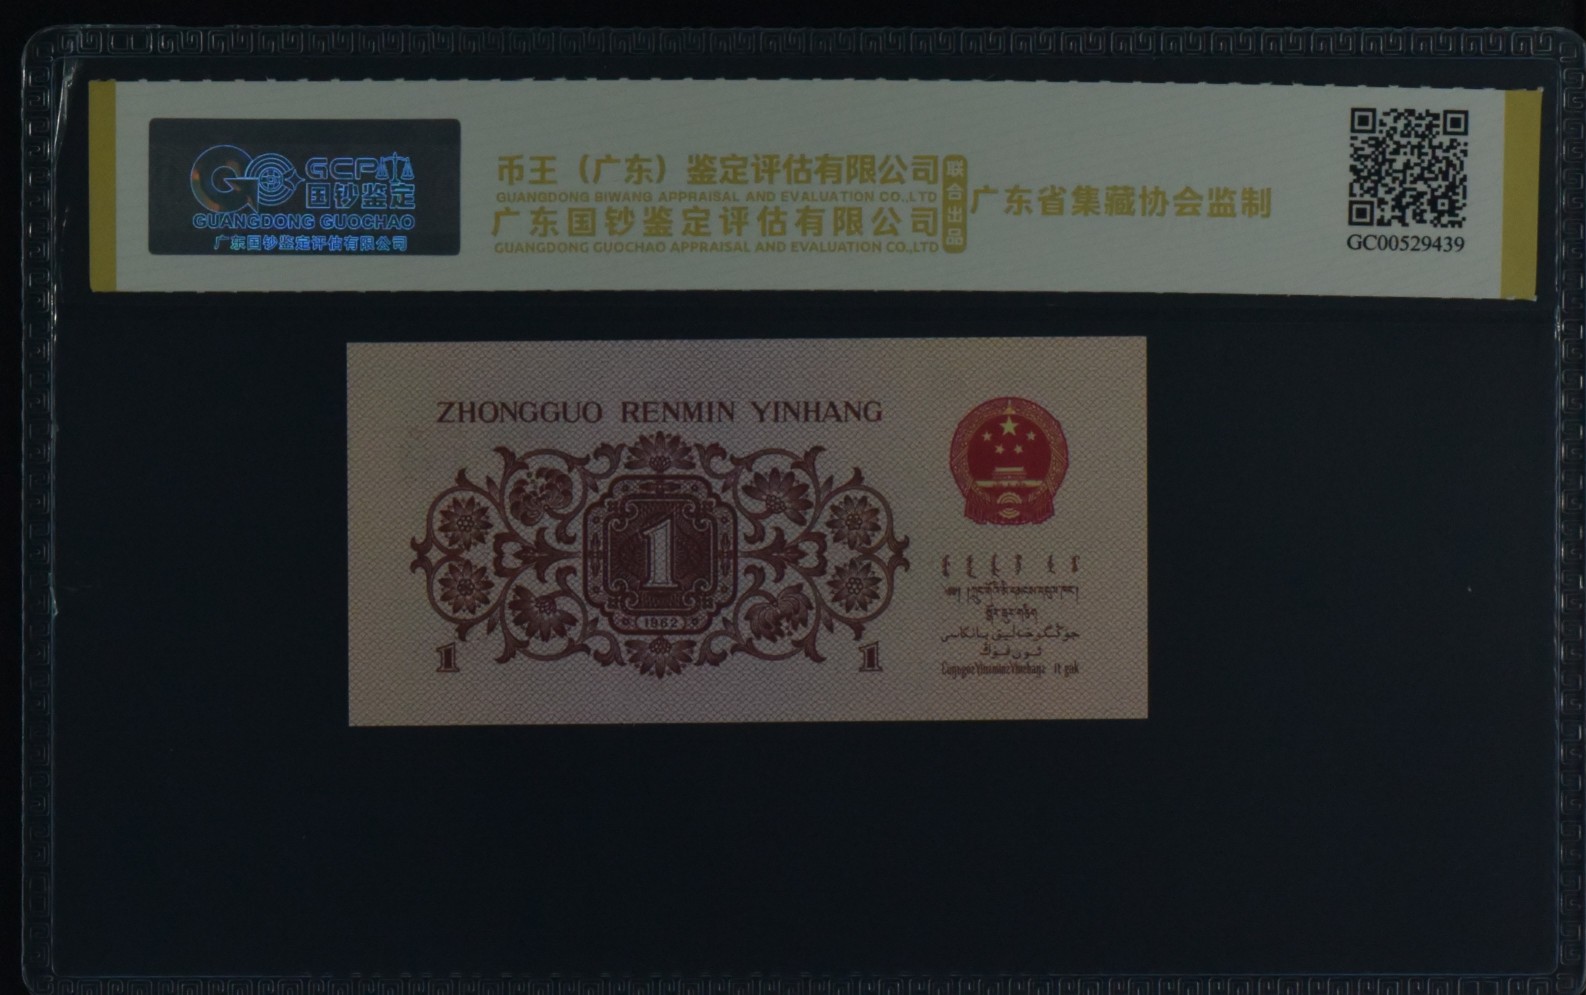 GCP
国钞鉴定
GUANGDONG GUOCHAO
广东国钞鉴定评估有限公司
币王（广东）鉴定评估有限公司
GUANGDONG BIWANG APPRAISAL AND EVALUATION CO.,LTD
广东国钞鉴定评估有限公司
GUANGDONG GUOCHAO APPRAISAL AND EVALUATION CO.,LTD
联合出品
广东省集藏协会监制
GC00529439
ZHONGGUO RENMIN YINHANG
1
1962
1
1